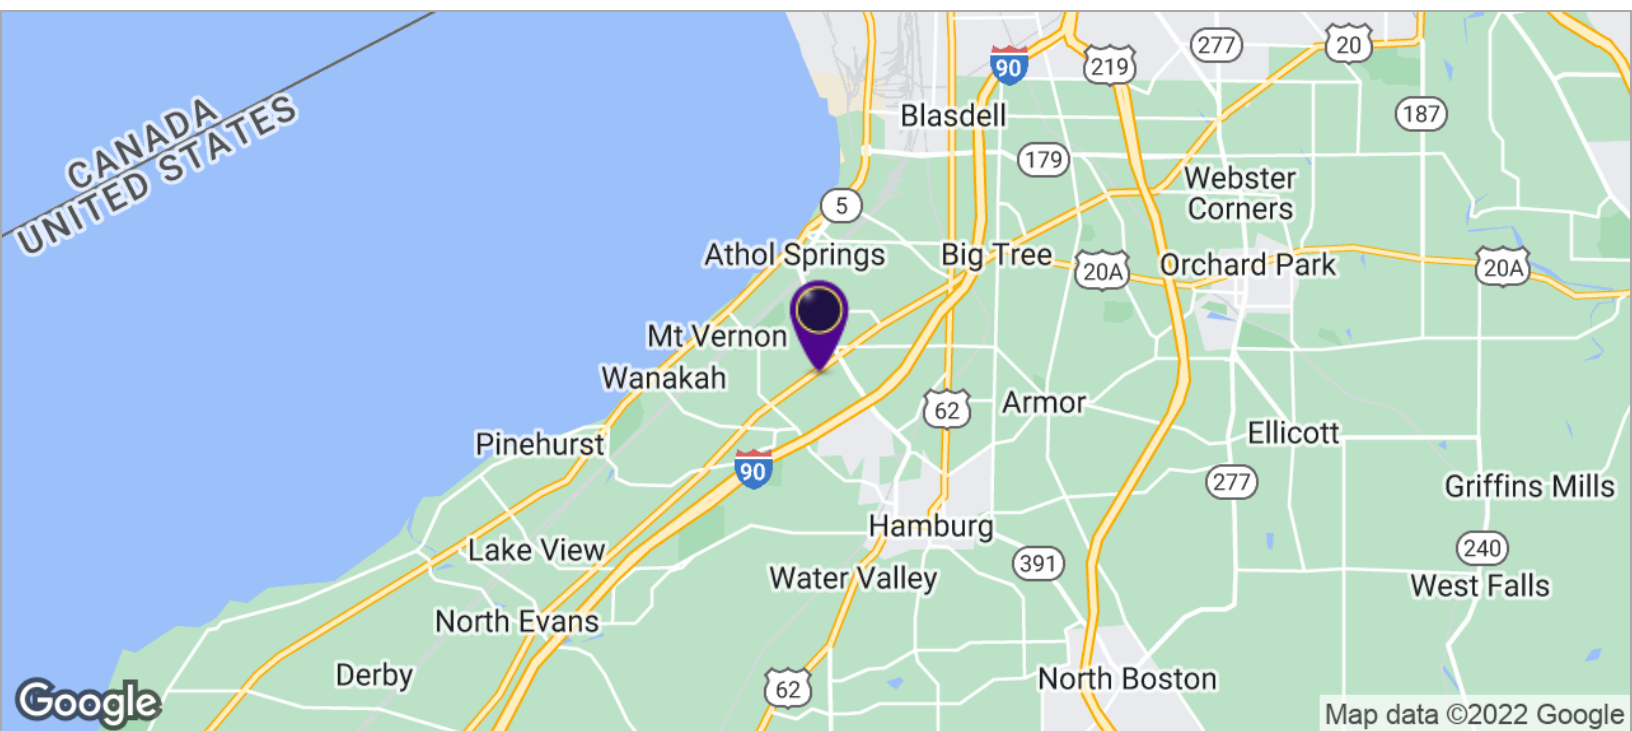 277
20
219
90
187
Blasdell
CANADA
UNITED STATES
179
Webster
Corners
5
Athol Springs
Big Tree
20A
Orchard Park
20A
Mt Vernon
Wanakah
62
Armor
Pinehurst
Ellicott
90
277
Griffins Mills
Hamburg
Lake View
391
240
Water Valley
West Falls
North Evans
Derby
62
North Boston
Google
Map data ©2022 Google